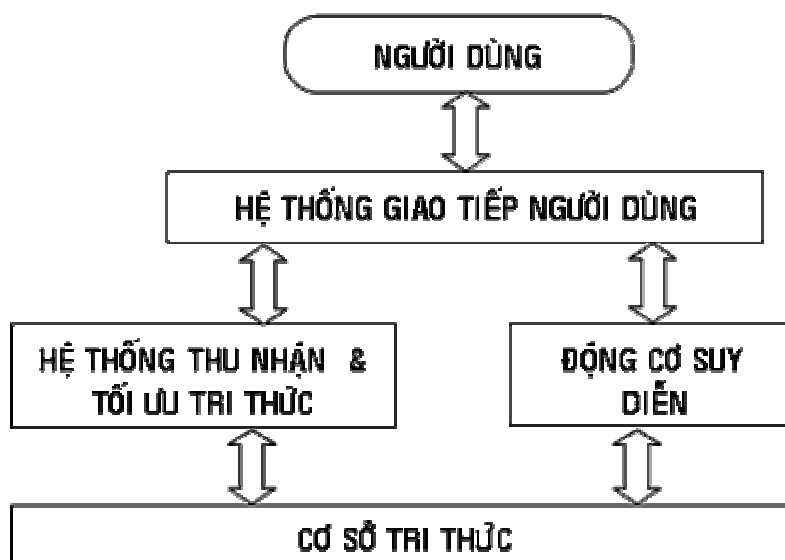 NGƯỜI DÙNG
HỆ THỐNG GIAO TIẾP NGƯỜI DÙNG
HỆ THỐNG THU NHẬN &
TỐI ƯU TRI THỨC
ĐỘNG CƠ SUY
DIỄN
CƠ SỞ TRI THỨC